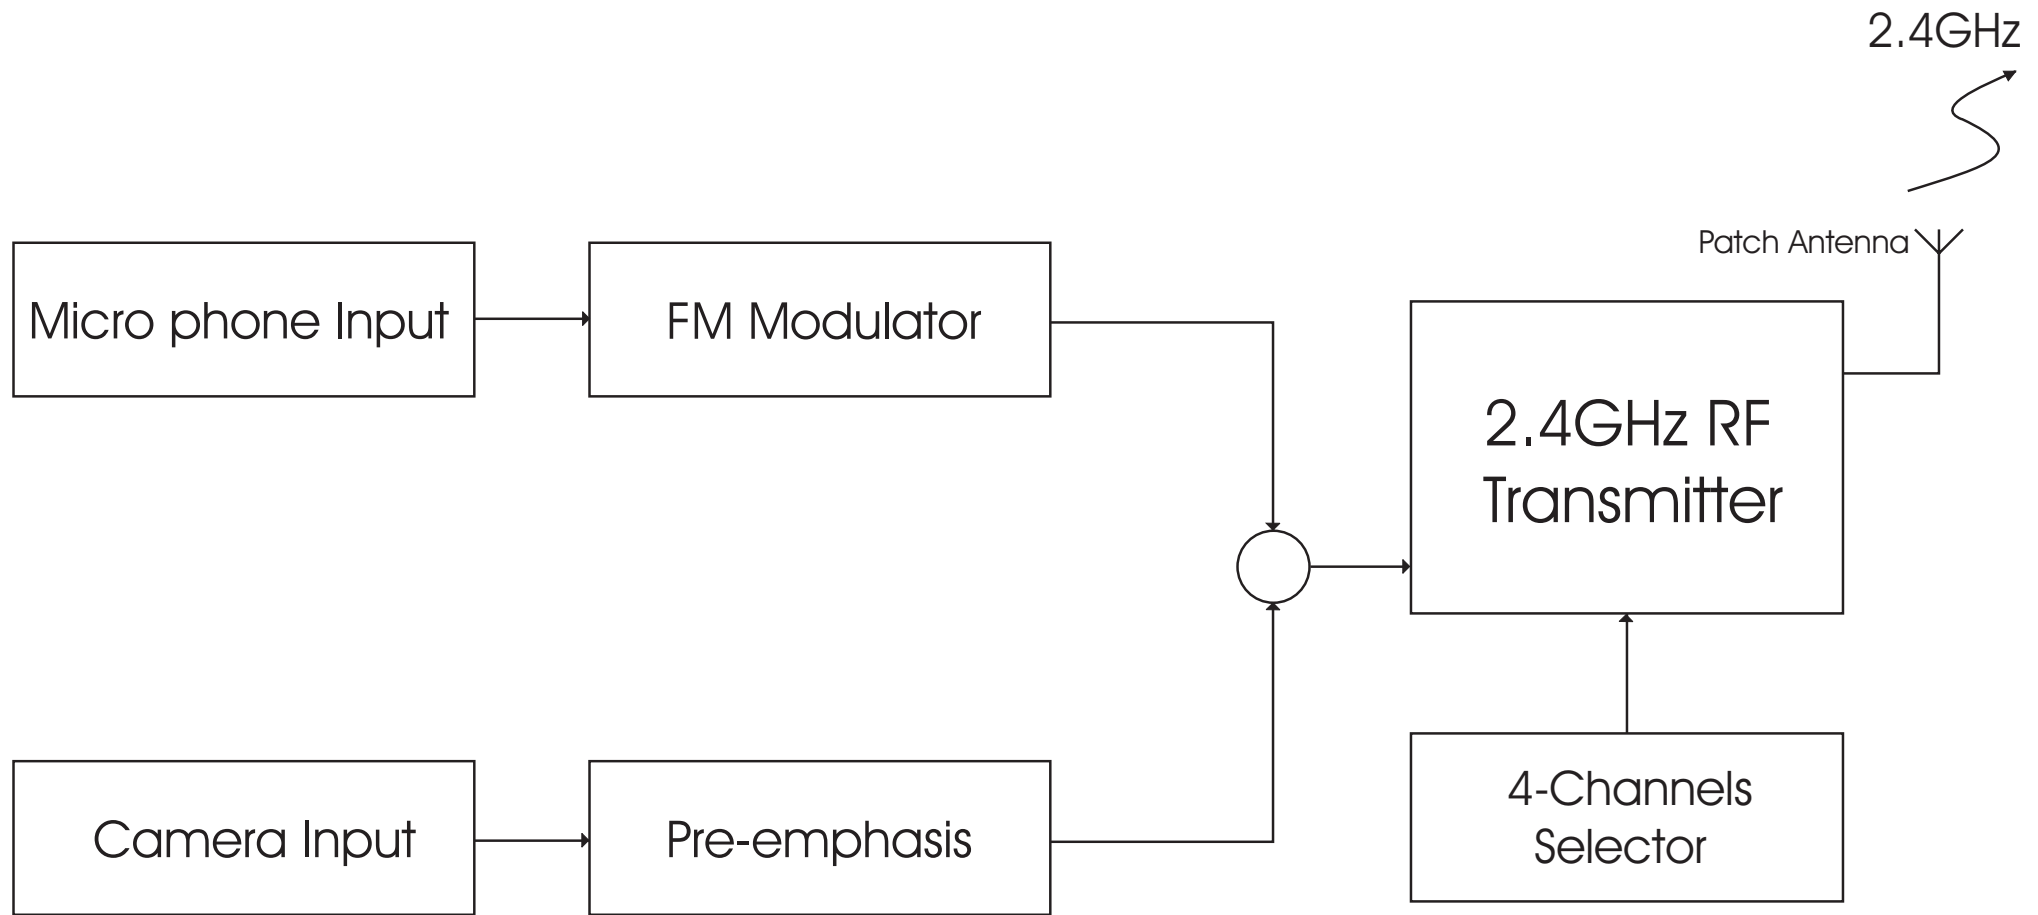 2.4GHz
Patch Antenna
Micro phone Input
FM Modulator
2.4GHz RF
Transmitter
Camera Input
Pre-emphasis
4-Channels
Selector